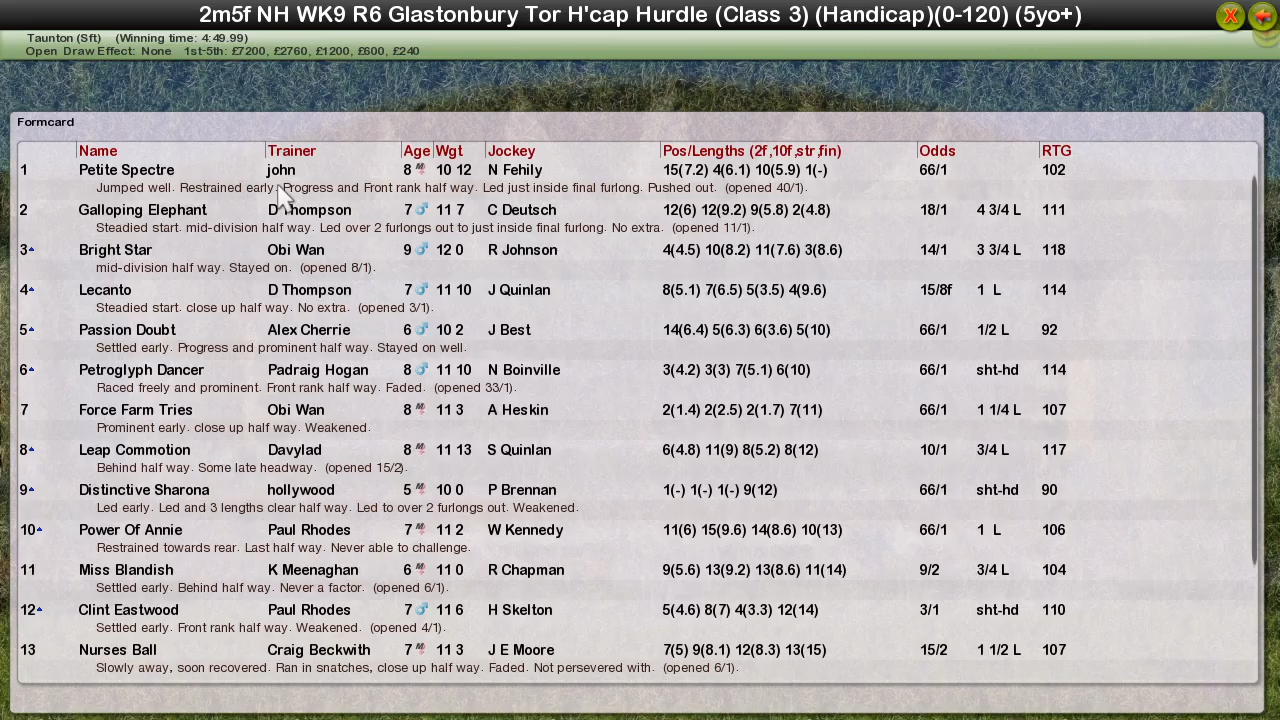 2m5f NH WK9 R6 Glastonbury Tor H'cap Hurdle (Class 3) (Handicap)(0-120) (5yo+)
Taunton (Sft) (Winning time: 4:49.99)
Open Draw Effect: None 1st-5th: £7200, £2760, £1200, £600, £240
Formcard
Name Trainer Age Wgt Jockey Pos/Lengths (2f,10f,str,fin) Odds RTG
1 Petite Spectre john 8 10 12 N Fehily 15(7.2) 4(6.1) 10(5.9) 1(-) 66/1 102
Jumped well. Restrained early. Progress and Front rank half way. Led just inside final furlong. Pushed out. (opened 40/1).
2 Galloping Elephant D Thompson 7 11 7 C Deutsch 12(6) 12(9.2) 9(5.8) 2(4.8) 18/1 4 3/4 L 111
Steadied start. mid-division half way. Led over 2 furlongs out to just inside final furlong. No extra. (opened 11/1).
3 Bright Star Obi Wan 9 12 0 R Johnson 4(4.5) 10(8.2) 11(7.6) 3(8.6) 14/1 3 3/4 L 118
mid-division half way. Stayed on. (opened 8/1).
4 Lecanto D Thompson 7 11 10 J Quinlan 8(5.1) 7(6.5) 5(3.5) 4(9.6) 15/8f 1 L 114
Steadied start. close up half way. No extra. (opened 3/1).
5 Passion Doubt Alex Cherrie 6 10 2 J Best 14(6.4) 5(6.3) 6(3.6) 5(10) 66/1 1/2 L 92
Settled early. Progress and prominent half way. Stayed on well.
6 Petroglyph Dancer Padraig Hogan 8 11 10 N Boinville 3(4.2) 3(3) 7(5.1) 6(10) 66/1 sht-hd 114
Raced freely and prominent. Front rank half way. Faded. (opened 33/1).
7 Force Farm Tries Obi Wan 8 11 3 A Heskin 2(1.4) 2(2.5) 2(1.7) 7(11) 66/1 1 1/4 L 107
Prominent early. close up half way. Weakened.
8 Leap Commotion Davylad 8 11 13 S Quinlan 6(4.8) 11(9) 8(5.2) 8(12) 10/1 3/4 L 117
Behind half way. Some late headway. (opened 15/2).
9 Distinctive Sharona hollywood 5 10 0 P Brennan 1(-) 1(-) 1(-) 9(12) 66/1 sht-hd 90
Led early. Led and 3 lengths clear half way. Led to over 2 furlongs out. Weakened.
10 Power Of Annie Paul Rhodes 7 11 2 W Kennedy 11(6) 15(9.6) 14(8.6) 10(13) 66/1 1 L 106
Restrained towards rear. Last half way. Never able to challenge.
11 Miss Blandish K Meenaghan 6 11 0 R Chapman 9(5.6) 13(9.2) 13(8.6) 11(14) 9/2 3/4 L 104
Settled early. Behind half way. Never a factor. (opened 6/1).
12 Clint Eastwood Paul Rhodes 7 11 6 H Skelton 5(4.6) 8(7) 4(3.3) 12(14) 3/1 sht-hd 110
Settled early. Front rank half way. Weakened. (opened 4/1).
13 Nurses Ball Craig Beckwith 7 11 3 J E Moore 7(5) 9(8.1) 12(8.3) 13(15) 15/2 1 1/2 L 107
Slowly away, soon recovered. Ran in snatches, close up half way. Faded. Not persevered with. (opened 6/1).